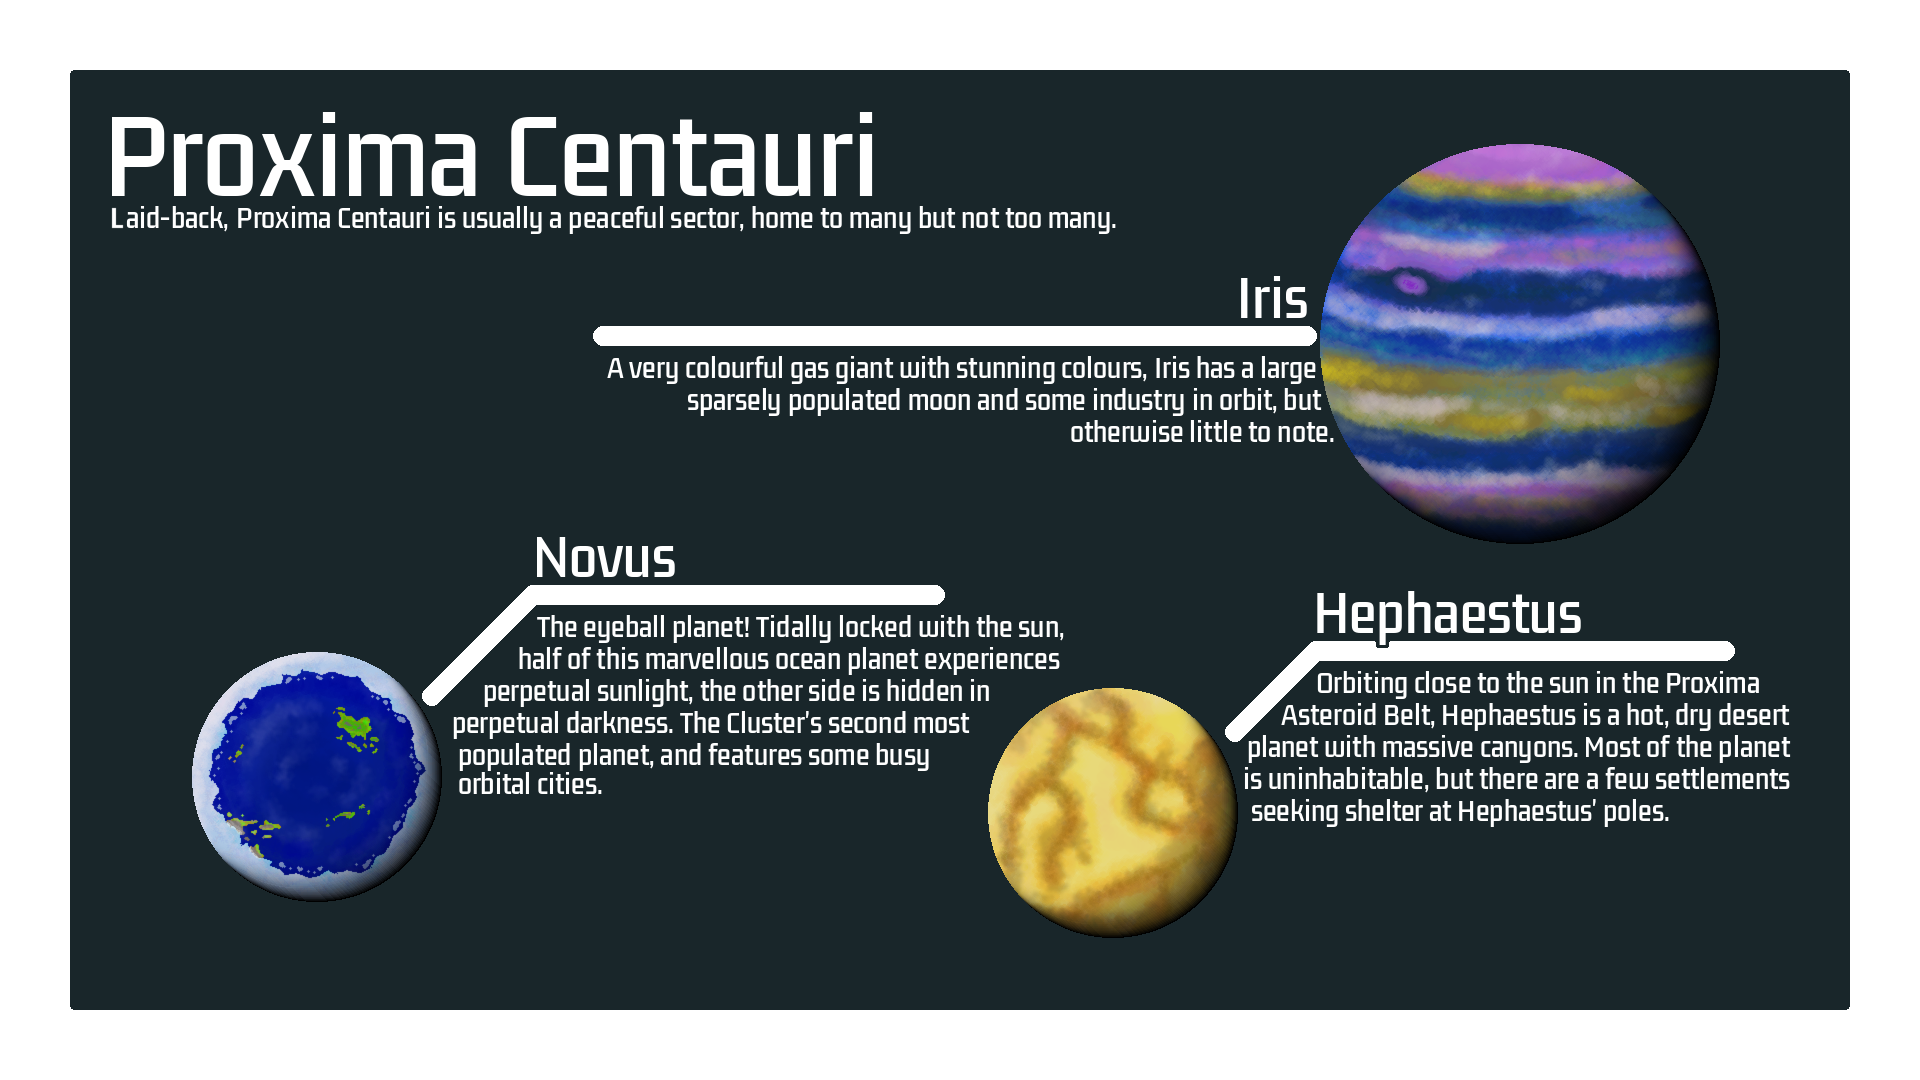 Proxima Centauri
Laid-back, Proxima Centauri is usually a peaceful sector, home to many but not too many.
Iris
A very colourful gas giant with stunning colours, Iris has a large
sparsely populated moon and some industry in orbit, but
otherwise little to note.
Novus
The eyeball planet! Tidally locked with the sun,
half of this marvellous ocean planet experiences
perpetual sunlight, the other side is hidden in
perpetual darkness. The Cluster's second most
populated planet, and features some busy
orbital cities.
Hephaestus
Orbiting close to the sun in the Proxima
Asteroid Belt, Hephaestus is a hot, dry desert
planet with massive canyons. Most of the planet
is uninhabitable, but there are a few settlements
seeking shelter at Hephaestus' poles.